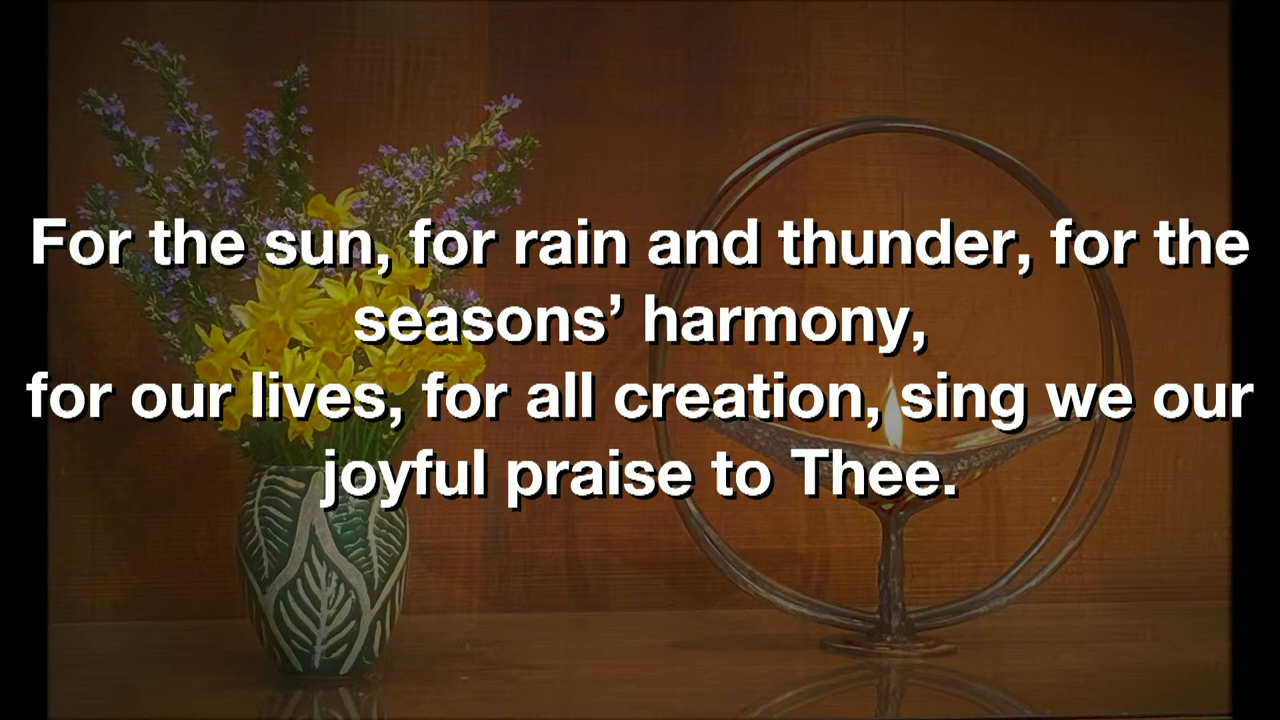 For the sun, for rain and thunder, for the
seasons’ harmony,
for our lives, for all creation, sing we our
joyful praise to Thee.